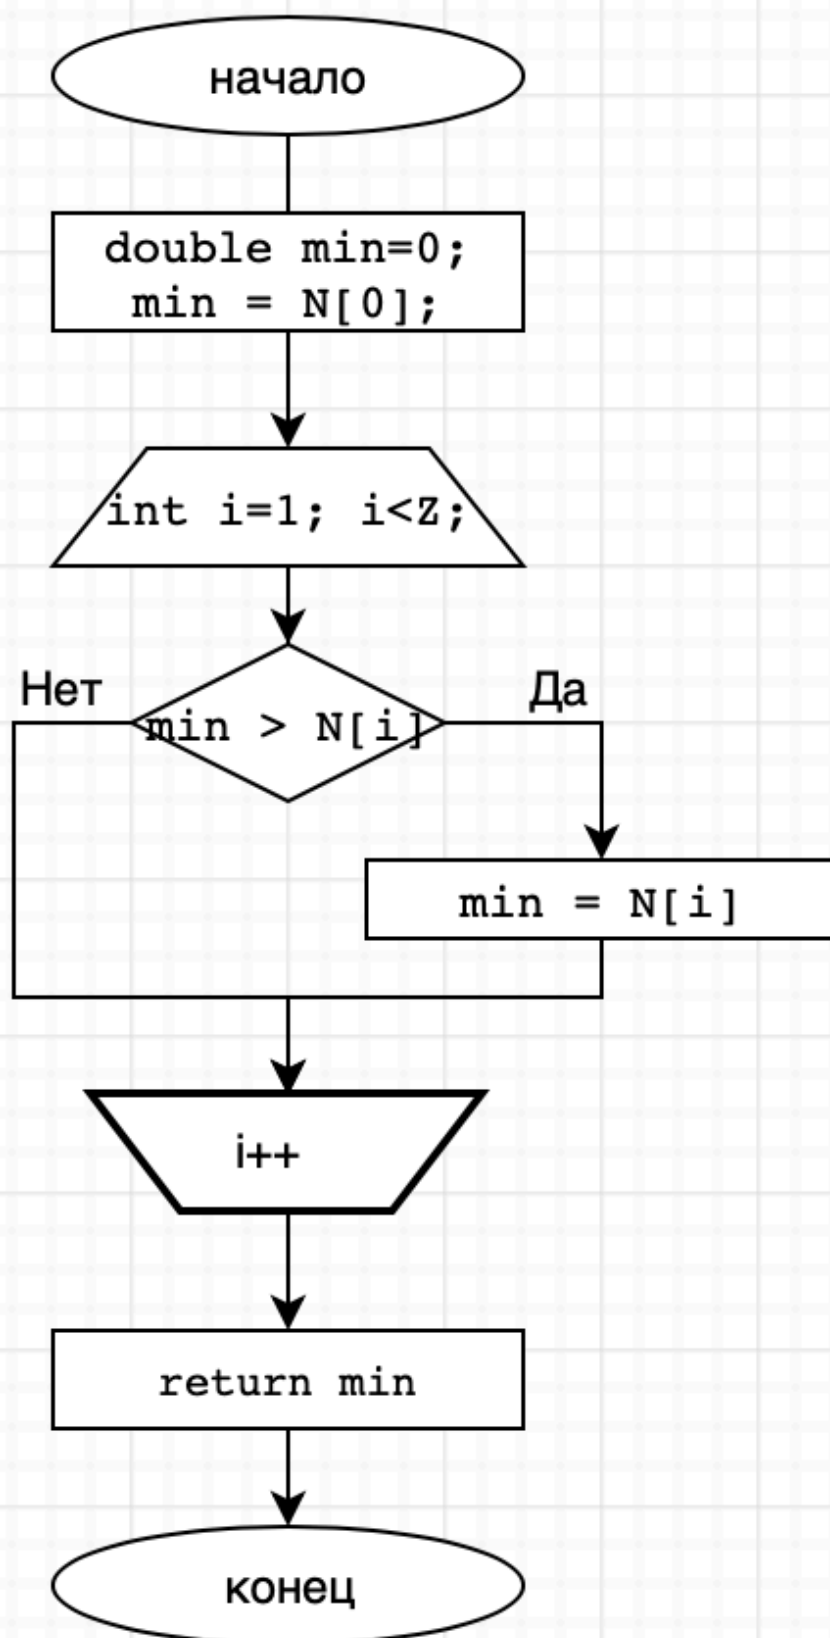 начало
double min=0;
min = N[0];
int i=1; i<Z;
Нет
Да
min > N[i]
min = N[i]
i++
return min
конец